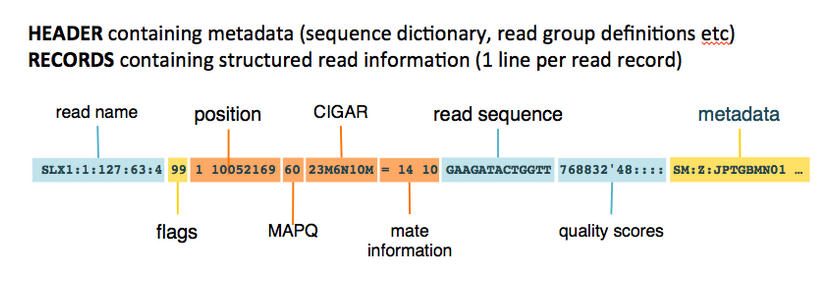 HEADER containing metadata (sequence dictionary, read group definitions etc)
RECORDS containing structured read information (1 line per read record)
read name position CIGAR read sequence metadata
SLX1:1:127:63:4 99 1 10052169 60 23M6N10M = 14 10 GAAGATACTGGTT 768832'48:::: SM:Z:JPTGBMN01 …
flags MAPQ mate information quality scores